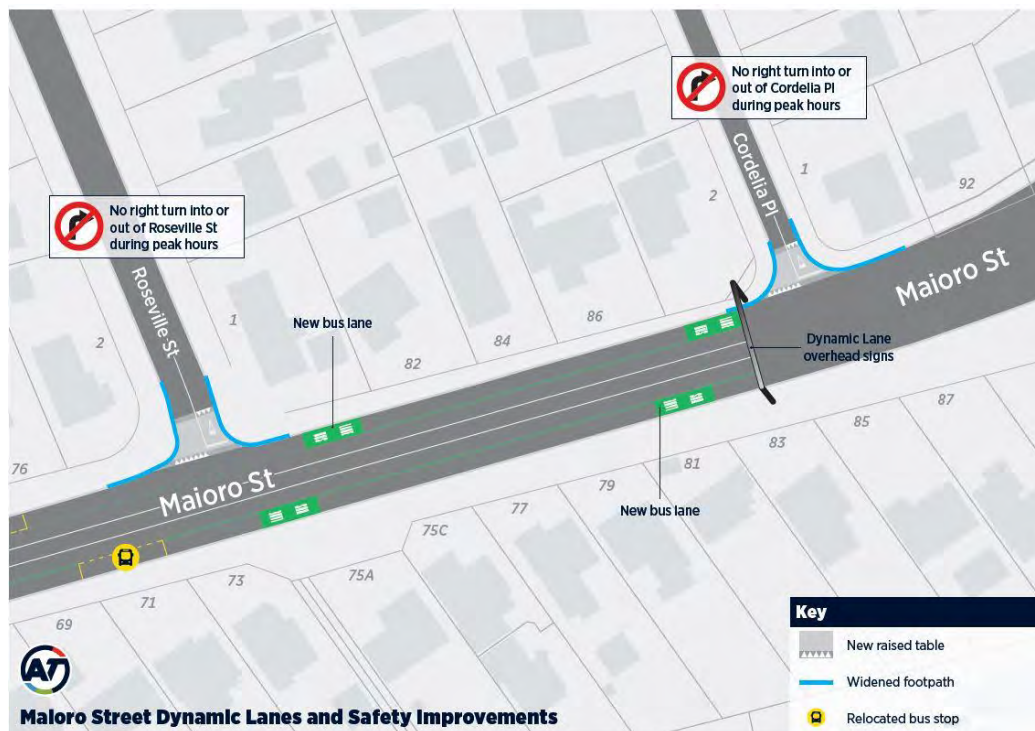 No right turn into or
out of Cordelia Pl
during peak hours
No right turn into or
out of Roseville St
during peak hours
Cordelia Pl
2
1
92
Maioro St
Roseville St
2
1
New bus lane
82
84
86
Dynamic Lane
overhead signs
76
Maioro St
New bus lane
87
85
83
81
79
77
75C
75A
73
71
69
Key
New raised table
Widened footpath
Relocated bus stop
AT
Maioro Street Dynamic Lanes and Safety Improvements